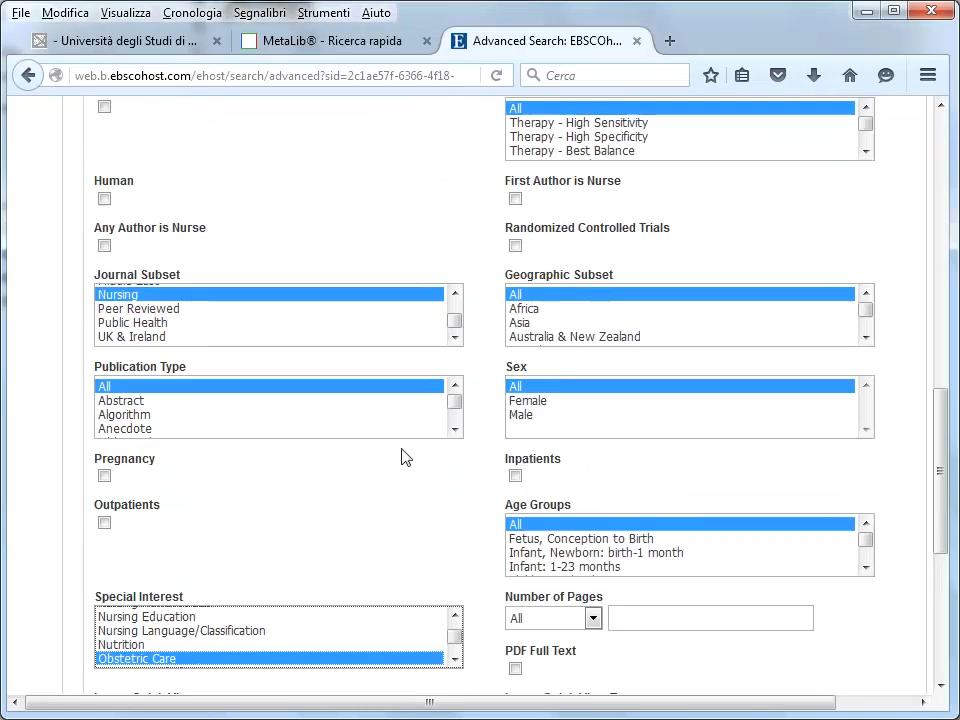 File Modifica Visualizza Cronologia Segnalibri Strumenti Aiuto
- Università degli Studi di ... MetaLib® - Ricerca rapida Advanced Search: EBSCOh...
web.b.ebscohost.com/ehost/search/advanced?sid=2c1ae57f-6366-4f18- Cerca
All
Therapy - High Sensitivity
Therapy - High Specificity
Therapy - Best Balance
Human First Author is Nurse
Any Author is Nurse Randomized Controlled Trials
Journal Subset Geographic Subset
Nursing
Peer Reviewed
Public Health
UK & Ireland
All
Africa
Asia
Australia & New Zealand
Publication Type Sex
All
Abstract
Algorithm
Anecdote
All
Female
Male
Pregnancy Inpatients
Outpatients Age Groups
All
Fetus, Conception to Birth
Infant, Newborn: birth-1 month
Infant: 1-23 months
Special Interest Number of Pages
Nursing Education
Nursing Language/Classification
Nutrition
Obstetric Care
All
PDF Full Text